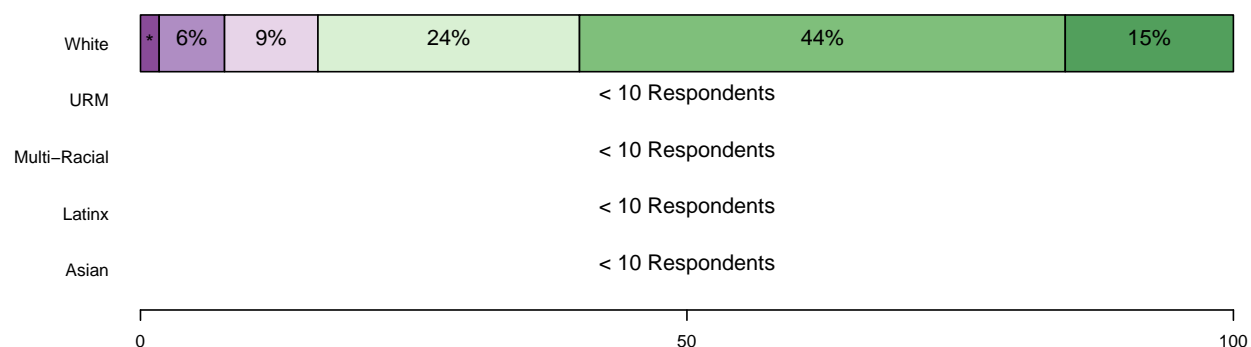 White * 6% 9% 24% 44% 15%
URM < 10 Respondents
Multi−Racial < 10 Respondents
Latinx < 10 Respondents
Asian < 10 Respondents
0 50 100